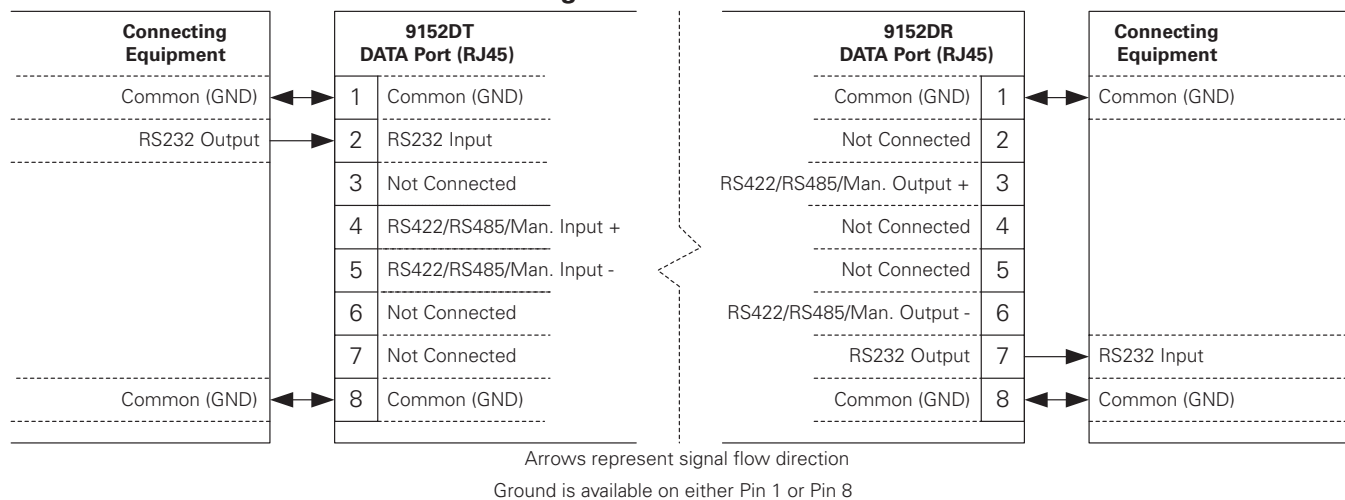 Connecting Equipment
9152DT DATA Port (RJ45)
9152DR DATA Port (RJ45)
Connecting Equipment
Common (GND) 1 Common (GND) Common (GND) 1 Common (GND)
RS232 Output 2 RS232 Input Not Connected 2
3 Not Connected RS422/RS485/Man. Output + 3
4 RS422/RS485/Man. Input + Not Connected 4
5 RS422/RS485/Man. Input - Not Connected 5
6 Not Connected RS422/RS485/Man. Output - 6
7 Not Connected RS232 Output 7 RS232 Input
Common (GND) 8 Common (GND) Common (GND) 8 Common (GND)
Arrows represent signal flow direction
Ground is available on either Pin 1 or Pin 8